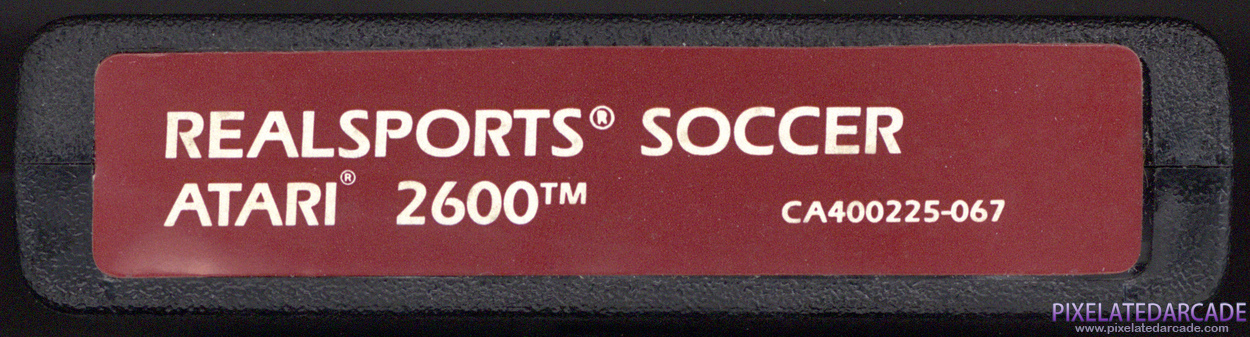 REALSPORTS® SOCCER
ATARI® 2600™
CA400225-067
PIXELATEDARCADE
www.pixelatedarcade.com